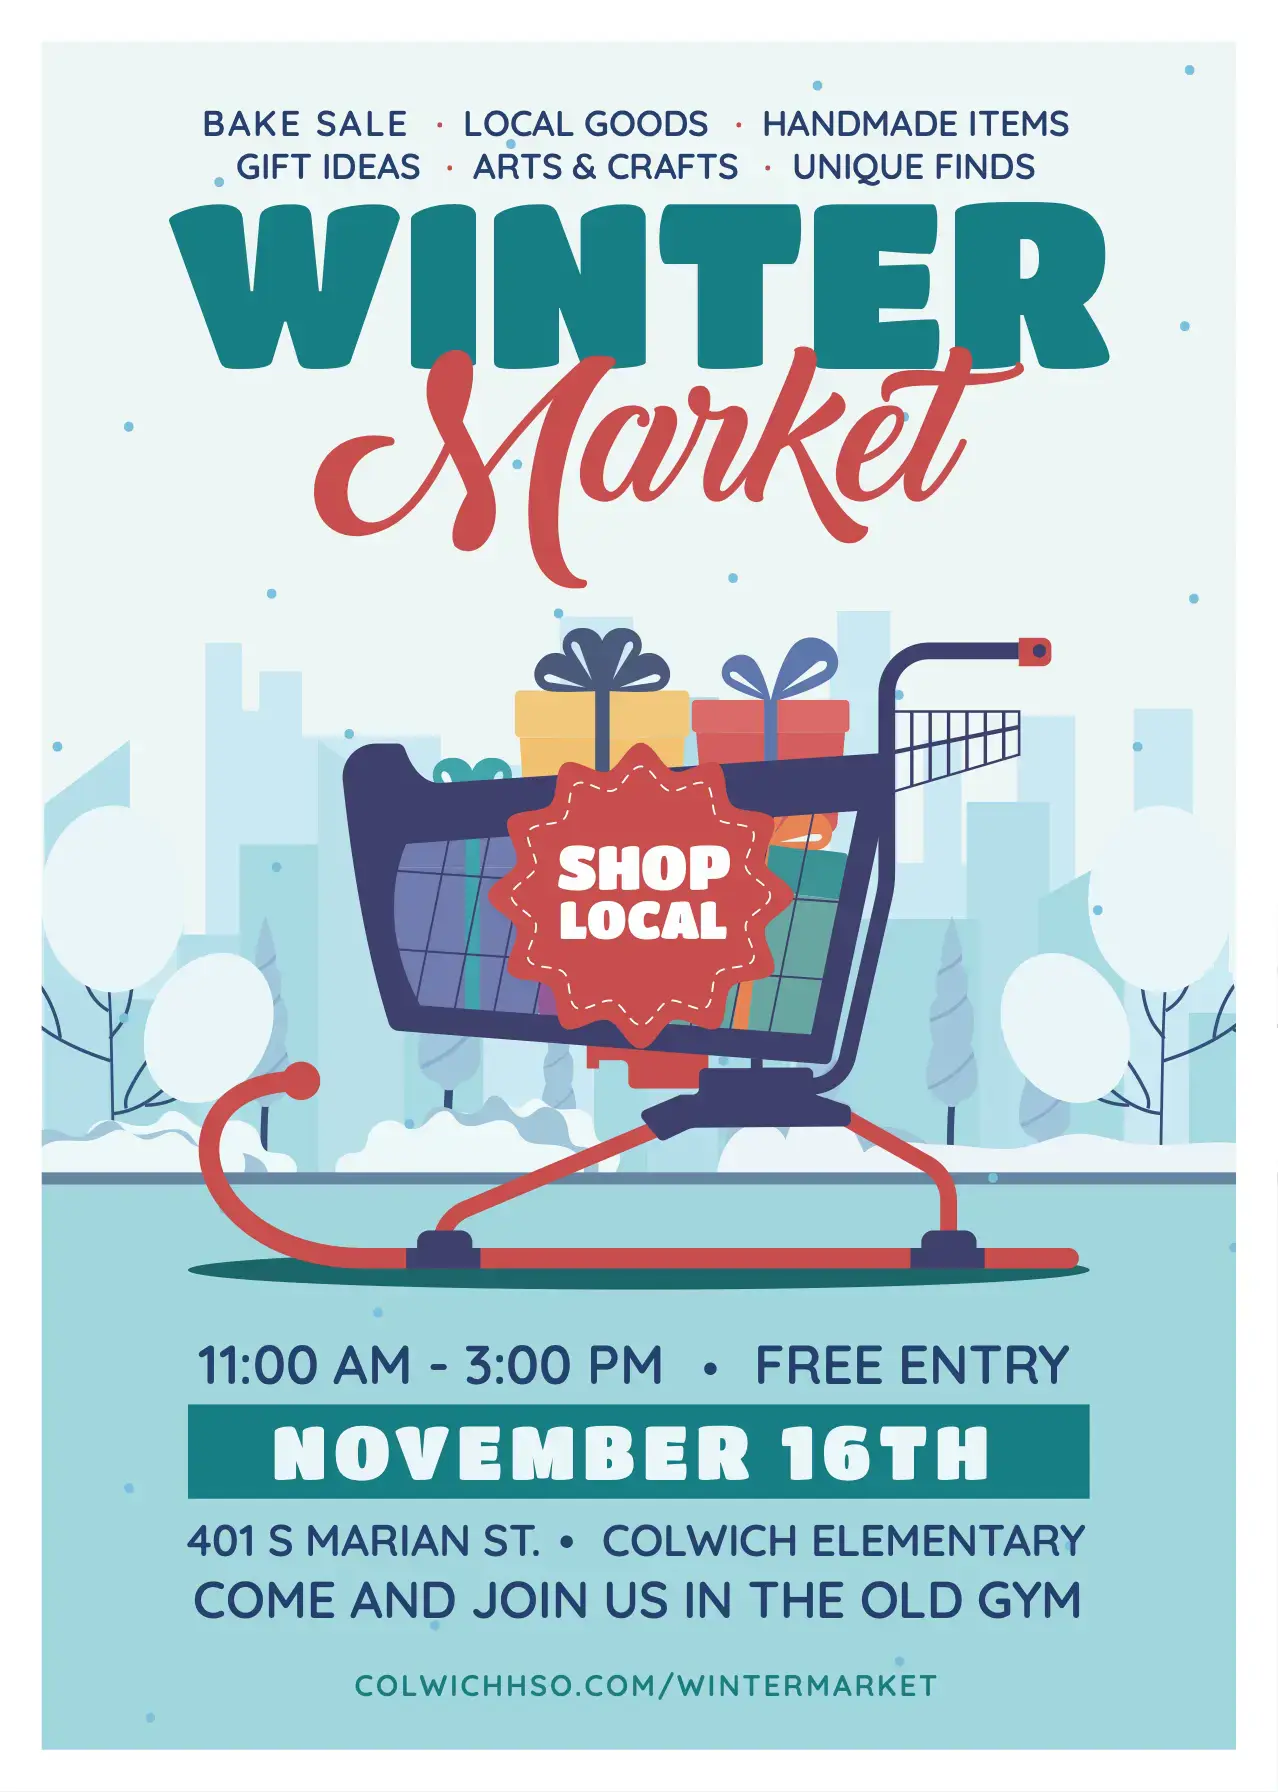 BAKE SALE · LOCAL GOODS · HANDMADE ITEMS
GIFT IDEAS · ARTS & CRAFTS · UNIQUE FINDS
WINTER
Market
SHOP
LOCAL
11:00 AM - 3:00 PM • FREE ENTRY
NOVEMBER 16TH
401 S MARIAN ST. • COLWICH ELEMENTARY
COME AND JOIN US IN THE OLD GYM
COLWICHHSO.COM/WINTERMARKET